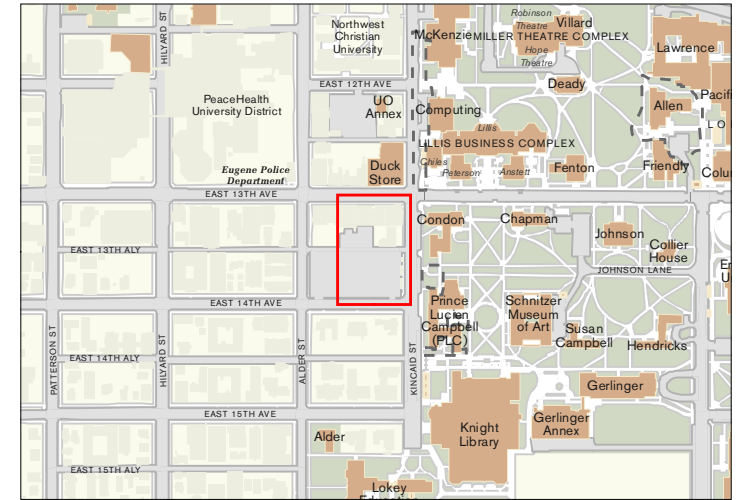 HILYARD ST
Northwest
Christian
University
Robinson
Theatre
Villard
McKenzie
MILLER THEATRE COMPLEX
Hope
Theatre
Lawrence
EAST 12TH AVE
PeaceHealth
University District
UO
Annex
Computing
Deady
Allen
Pacifi
L O
Lillis
LILLIS BUSINESS COMPLEX
Eugene Police
Department
Duck
Store
Chiles
Peterson
Anstett
Fenton
Friendly
Colu
EAST 13TH AVE
Condon
Chapman
Johnson
Collier
House
EAST 13TH ALY
JOHNSON LANE
EAST 14TH AVE
Prince
Lucien
Campbell
(PLC)
Schnitzer
Museum
of Art
Susan
Campbell
Hendricks
PATTERSON ST
HILYARD ST
ALDER ST
KINCAID ST
EAST 14TH ALY
Gerlinger
EAST 15TH AVE
Gerlinger
Annex
Alder
Knight
Library
EAST 15TH ALY
Lokey